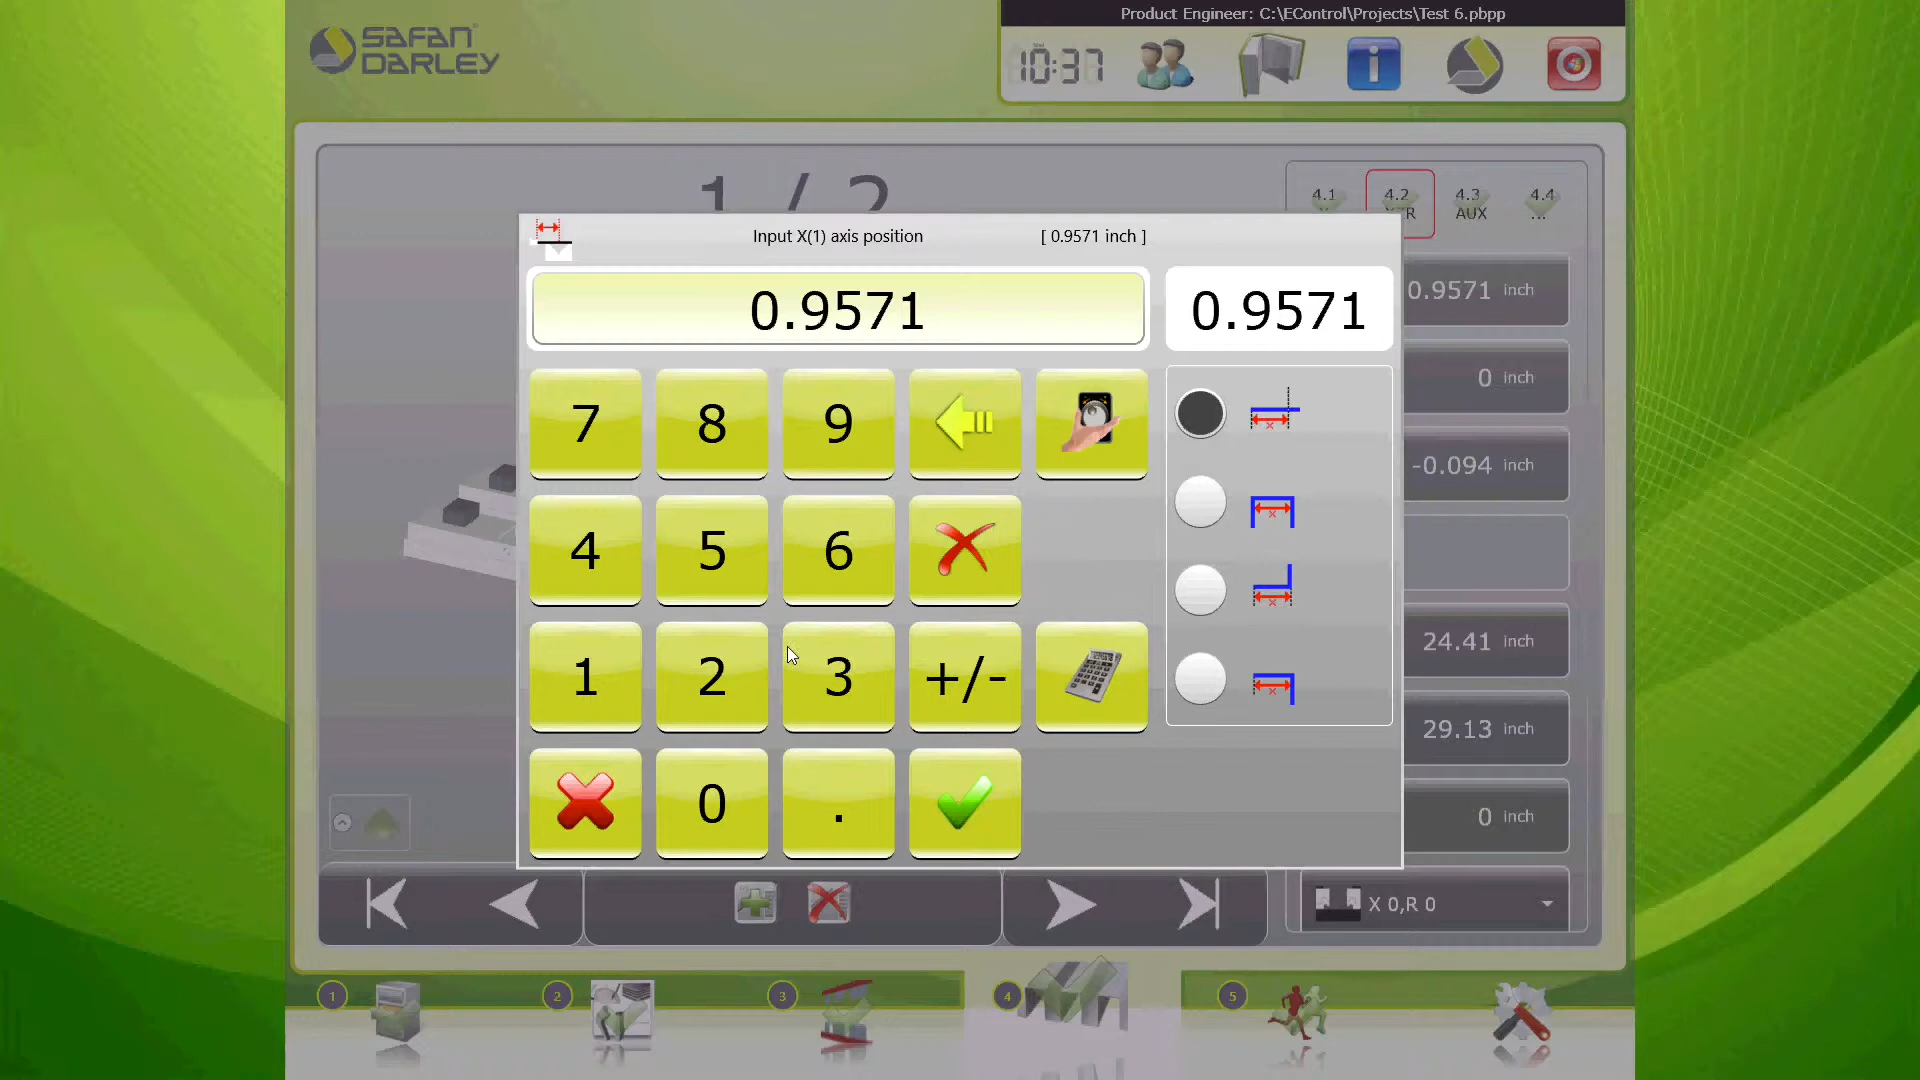 Product Engineer: C:\EControl\Projects\Test 6.pbpp
SAFAN
DARLEY
10:37
1 / 2
4.1
4.2
4.3
AUX
4.4
...
Input X(1) axis position
[ 0.9571 inch ]
0.9571
0.9571
0.9571 inch
7
8
9
0 inch
-0.094 inch
4
5
6
24.41 inch
1
2
3
+/-
29.13 inch
0
.
0 inch
X 0,R 0
1
2
3
4
5